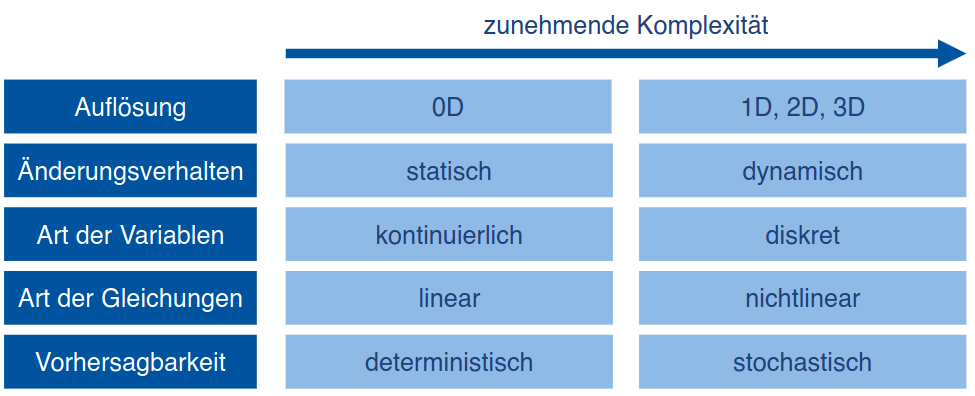 zunehmende Komplexität
Auflösung 0D 1D, 2D, 3D
Änderungsverhalten statisch dynamisch
Art der Variablen kontinuierlich diskret
Art der Gleichungen linear nichtlinear
Vorhersagbarkeit deterministisch stochastisch